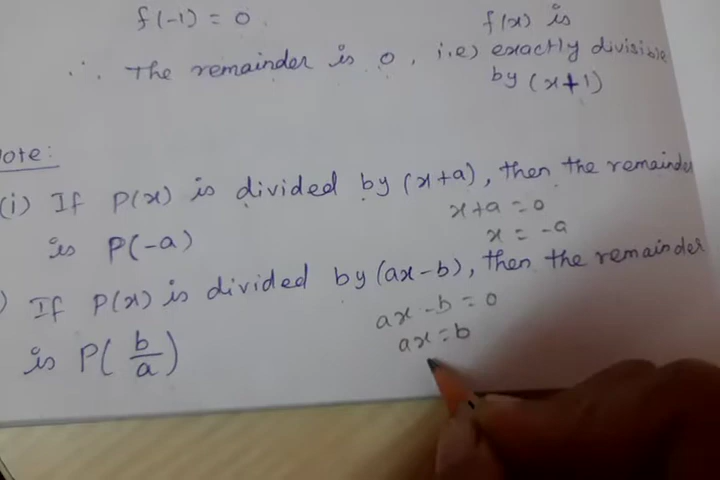 f(-1) = 0
f(x) is
∴ The remainder is 0, i.e) exactly divisible
by (x+1)
ote:
(i) If P(x) is divided by (x+a), then the remainder
x+a = 0
is P(-a)
x = -a
) If P(x) is divided by (ax-b), then the remainder
ax - b = 0
is P(b/a)
ax = b